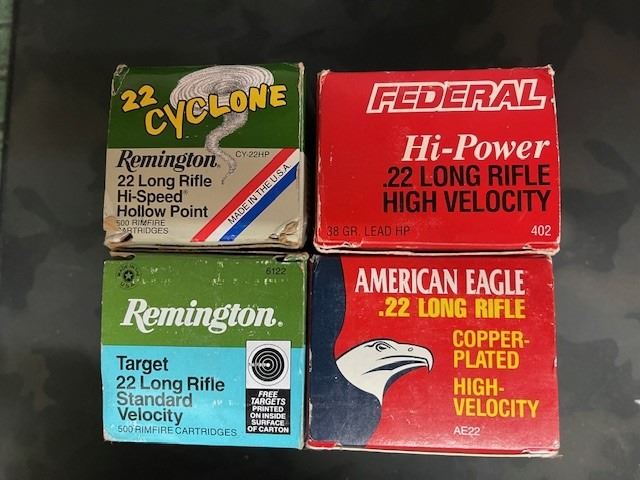 22
CYCLONE
Remington®
CY-22HP
22 Long Rifle
Hi-Speed®
Hollow Point
500 RIMFIRE
CARTRIDGES
MADE IN THE U.S.A.
FEDERAL
Hi-Power
.22 LONG RIFLE
HIGH VELOCITY
38 GR. LEAD HP
402
6122
Remington®
Target
22 Long Rifle
Standard
Velocity
500 RIMFIRE CARTRIDGES
FREE
TARGETS
PRINTED
ON INSIDE
SURFACE
OF CARTON
AMERICAN EAGLE®
.22 LONG RIFLE
COPPER-
PLATED
HIGH-
VELOCITY
AE22